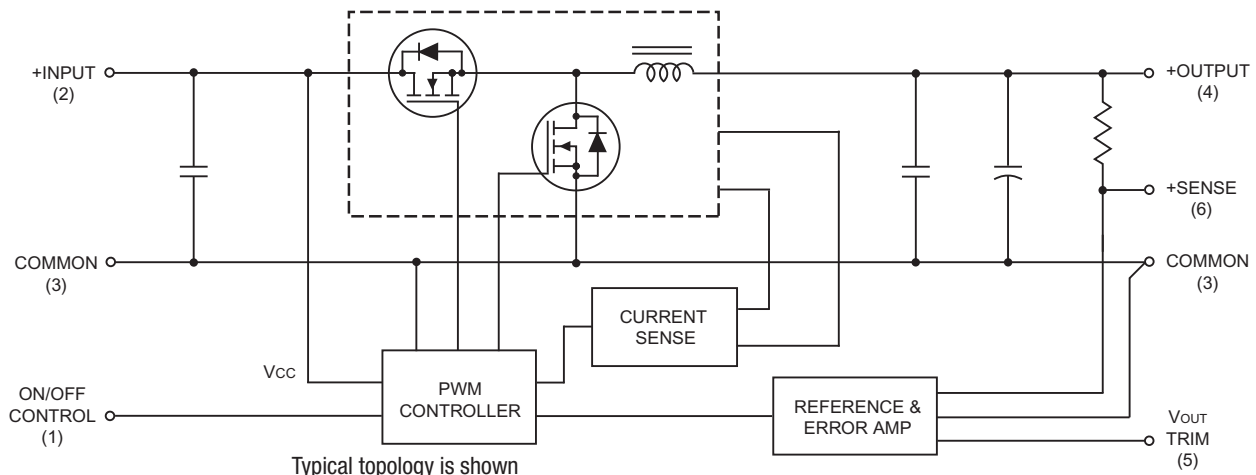 +INPUT
(2)
+OUTPUT
(4)
+SENSE
(6)
COMMON
(3)
COMMON
(3)
CURRENT
SENSE
VCC
PWM
CONTROLLER
ON/OFF
CONTROL
(1)
REFERENCE &
ERROR AMP
VOUT
TRIM
(5)
Typical topology is shown